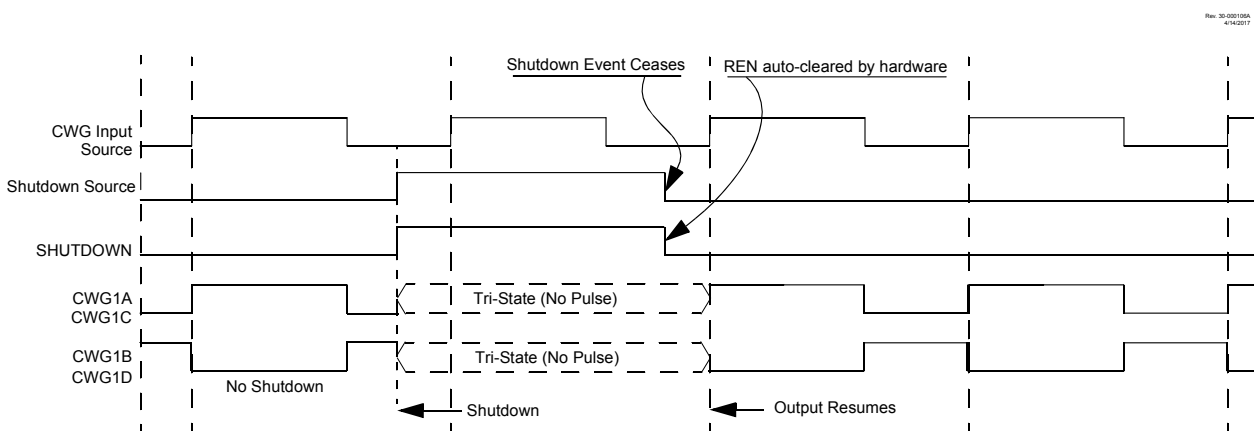 Rev. 30-000106A
4/14/2017
Shutdown Event Ceases
REN auto-cleared by hardware
CWG Input
Source
Shutdown Source
SHUTDOWN
CWG1A
CWG1C
Tri-State (No Pulse)
CWG1B
CWG1D
Tri-State (No Pulse)
No Shutdown
Shutdown
Output Resumes